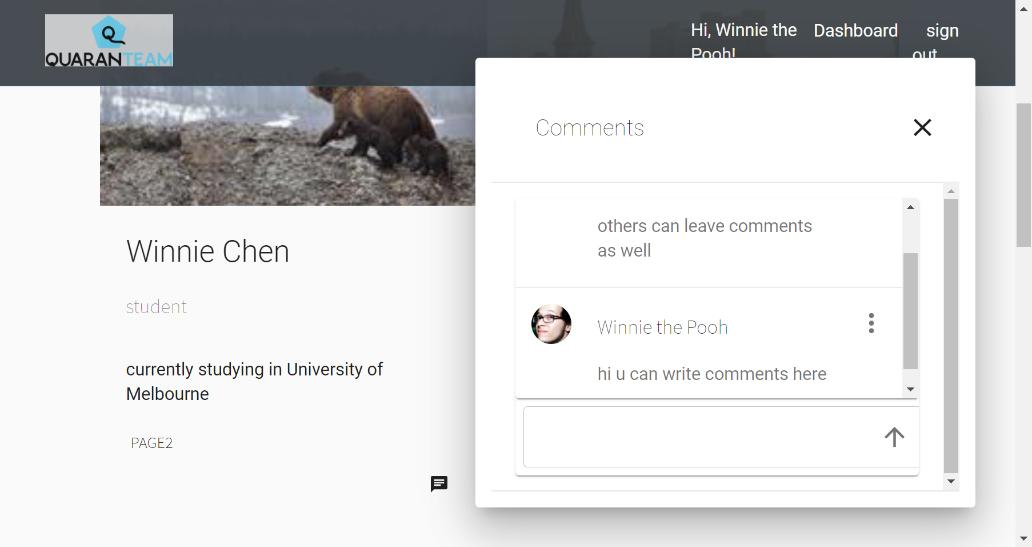 QUARANTEAM
Hi, Winnie the
Pooh!
Dashboard
sign
out
Comments
others can leave comments
as well
Winnie the Pooh
hi u can write comments here
Winnie Chen
student
currently studying in University of
Melbourne
PAGE2